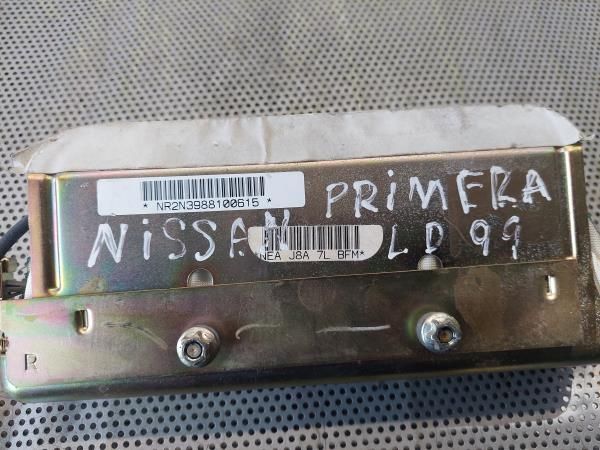 * NR2N3988100615 *
NISSAN PRIMERA
LD 99
NEA J8A 7L BFM*
R